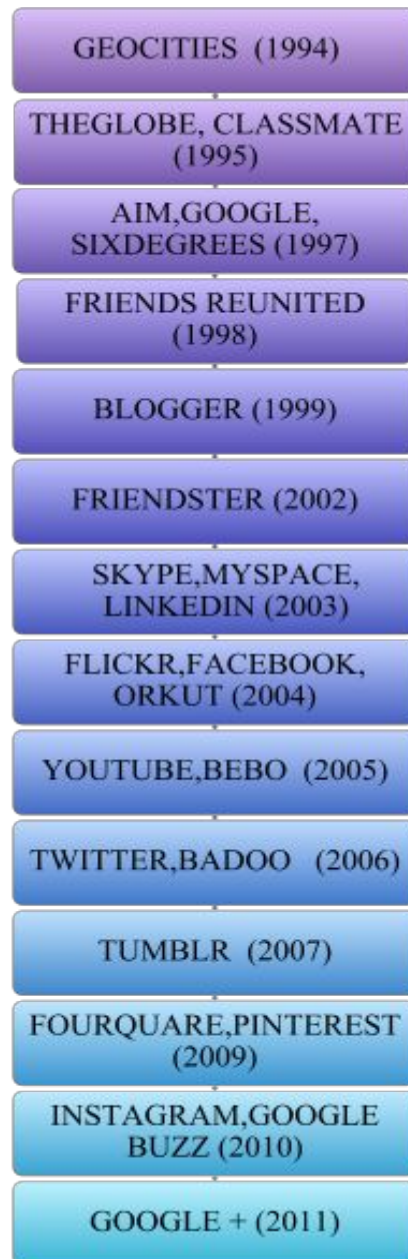 GEOCITIES (1994)
THEGLOBE, CLASSMATE
(1995)
AIM,GOOGLE,
SIXDEGREES (1997)
FRIENDS REUNITED
(1998)
BLOGGER (1999)
FRIENDSTER (2002)
SKYPE,MYSPACE,
LINKEDIN (2003)
FLICKR,FACEBOOK,
ORKUT (2004)
YOUTUBE,BEBO (2005)
TWITTER,BADOO (2006)
TUMBLR (2007)
FOURQUARE,PINTEREST
(2009)
INSTAGRAM,GOOGLE
BUZZ (2010)
GOOGLE + (2011)